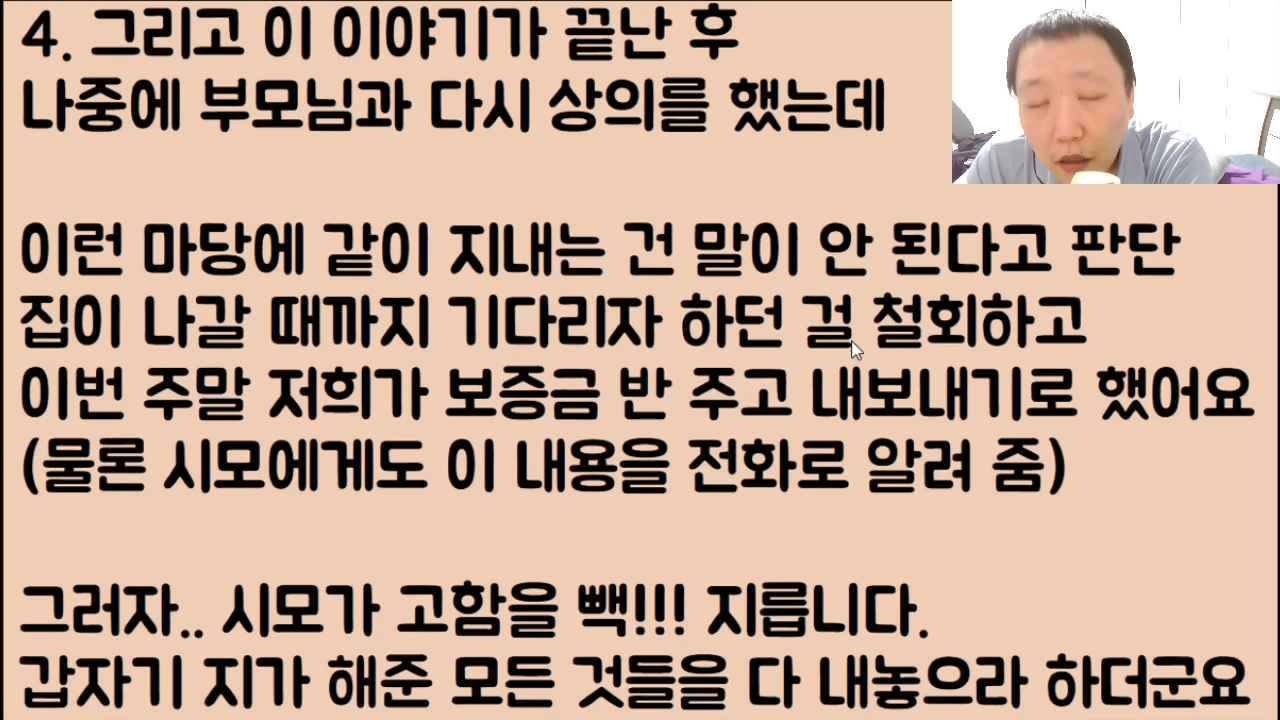 4. 그리고 이 이야기가 끝난 후
나중에 부모님과 다시 상의를 했는데
이런 마당에 같이 지내는 건 말이 안 된다고 판단
집이 나갈 때까지 기다리자 하던 걸 철회하고
이번 주말 저희가 보증금 반 주고 내보내기로 했어요
(물론 시모에게도 이 내용을 전화로 알려 줌)
그러자.. 시모가 고함을 빽!!! 지릅니다.
갑자기 지가 해준 모든 것들을 다 내놓으라 하더군요